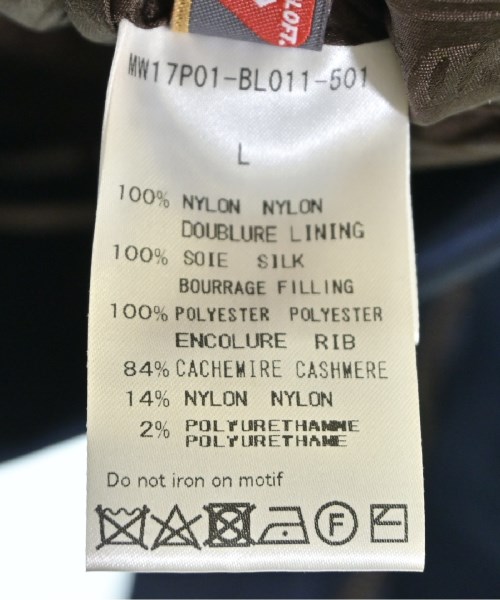 LOFT.
MW17P01-BL011-501
L
100% NYLON NYLON
DOUBLURE LINING
100% SOIE SILK
BOURRAGE FILLING
100% POLYESTER POLYESTER
ENCOLURE RIB
84% CACHEMIRE CASHMERE
14% NYLON NYLON
2% POLYURETHANNE
POLYURETHANE
Do not iron on motif
F